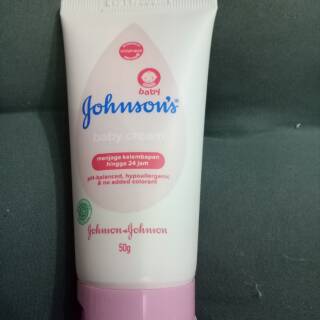 baby
Johnson's®
baby cream
menjaga kelembapan
hingga 24 jam
pH-balanced, hypoallergenic
& no added colorant
Johnson & Johnson
50g